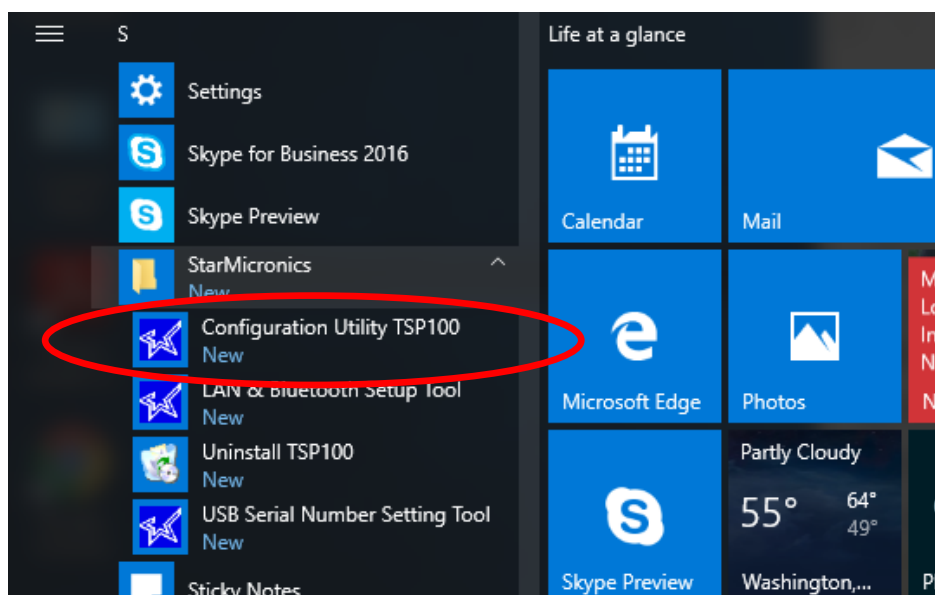 S
Settings
Skype for Business 2016
Skype Preview
StarMicronics
New
Configuration Utility TSP100
New
LAN & Bluetooth Setup Tool
New
Uninstall TSP100
New
USB Serial Number Setting Tool
New
Sticky Notes
Life at a glance
Calendar
Mail
Microsoft Edge
Photos
Skype Preview
Partly Cloudy
55°
64°
49°
Washington,...